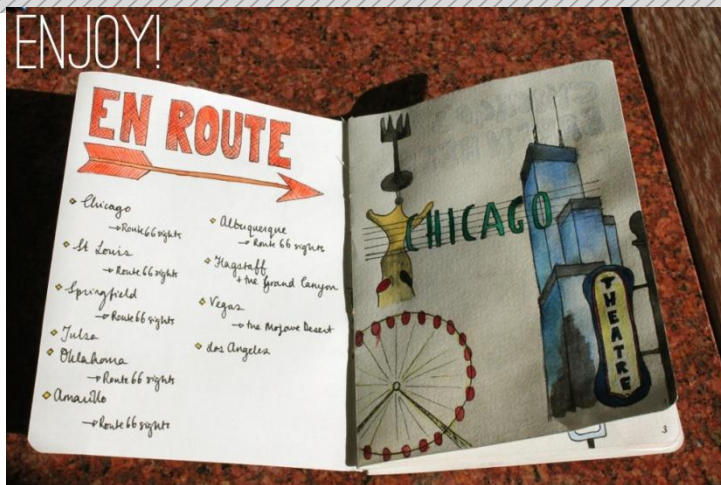 ENJOY!
EN ROUTE
Chicago
→ Route 66 sights
St Louis
→ Route 66 sights
Springfield
→ Route 66 sights
Tulsa
Oklahoma
→ Route 66 sights
Amarillo
→ Route 66 sights
Albuquerque
→ Route 66 sights
Flagstaff
+ the Grand Canyon
Vegas
→ the Mojave Desert
Los Angeles
CHICAGO
THEATRE
3